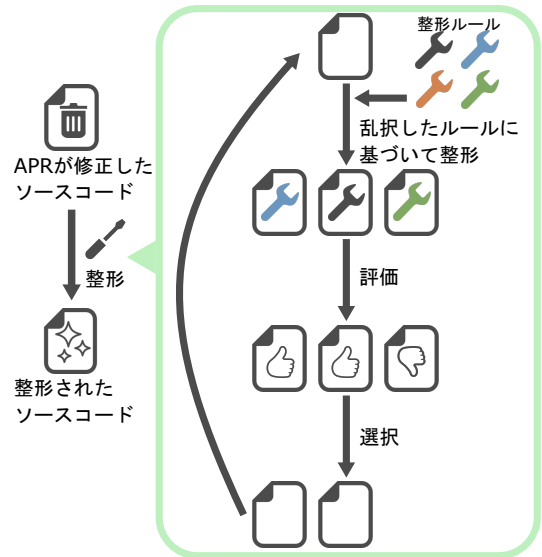 整形ルール
APRが修正した
ソースコード
乱択したルールに
基づいて整形
整形
評価
整形された
ソースコード
選択